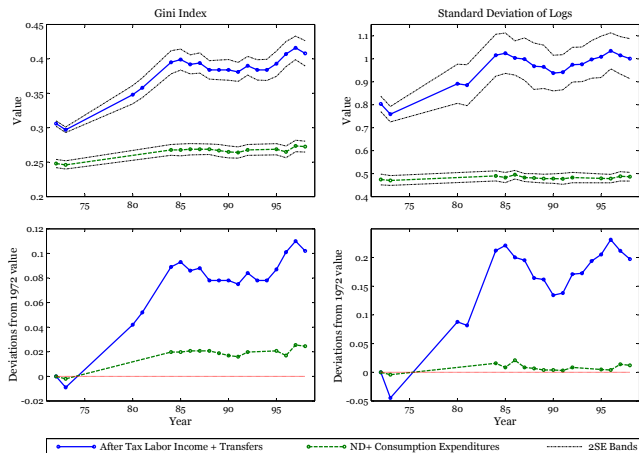 Gini Index
Standard Deviation of Logs
0.45
0.4
0.35
0.3
0.25
0.2
Value
75 80 85 90 95
1.1
1
0.9
0.8
0.7
0.6
0.5
0.4
Value
75 80 85 90 95
0.12
0.1
0.08
0.06
0.04
0.02
0
-0.02
Deviations from 1972 value
75 80 85 90 95
Year
0.2
0.15
0.1
0.05
0
-0.05
Deviations from 1972 value
75 80 85 90 95
Year
After Tax Labor Income + Transfers
ND+ Consumption Expenditures
2SE Bands